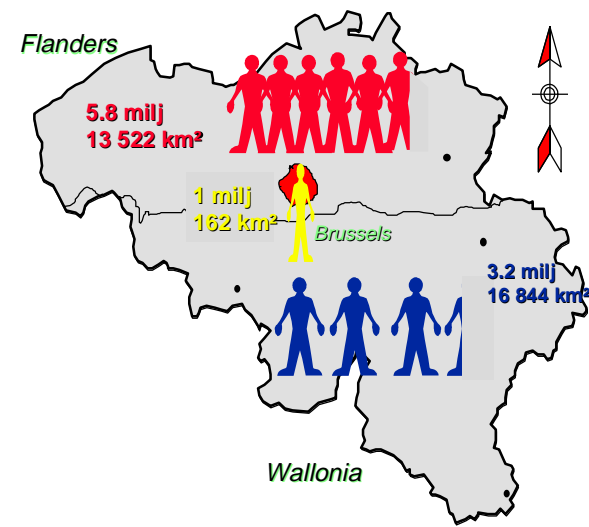 Flanders
5.8 milj
13 522 km²
1 milj
162 km²
Brussels
3.2 milj
16 844 km²
Wallonia